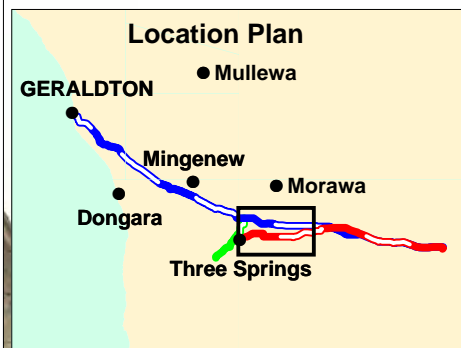 Location Plan
Mullewa
GERALDTON
Mingenew
Morawa
Dongara
Three Springs